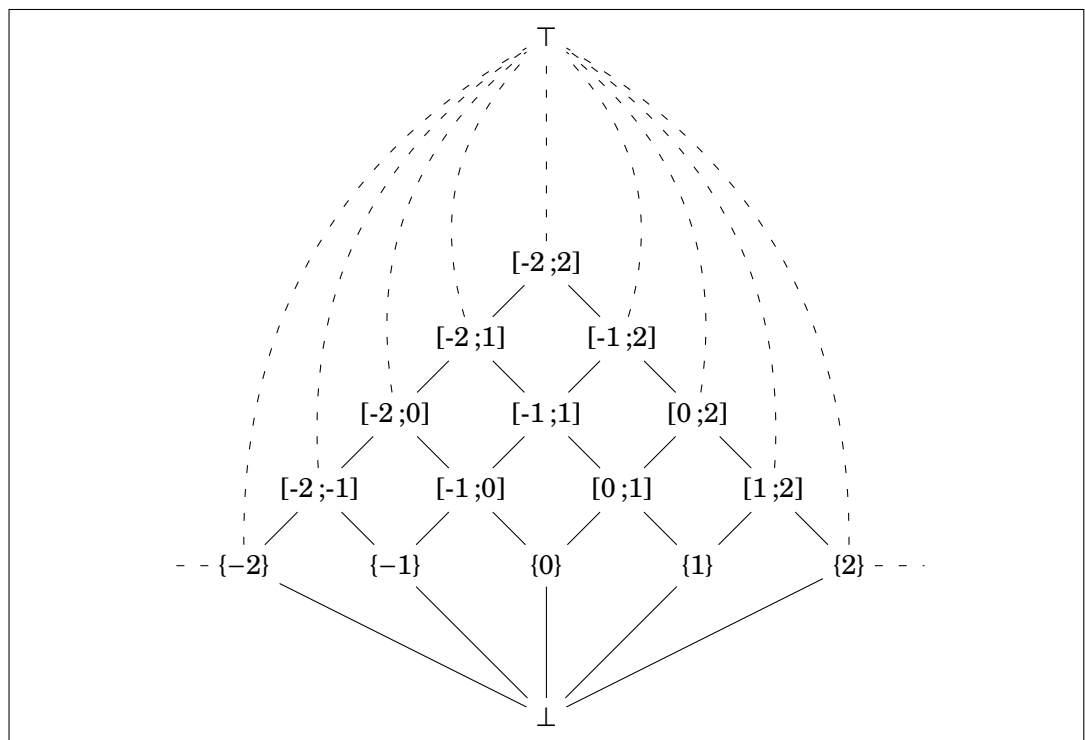 ⊤
[-2 ;2]
[-2 ;1] [-1 ;2]
[-2 ;0] [-1 ;1] [0 ;2]
[-2 ;-1] [-1 ;0] [0 ;1] [1 ;2]
{−2} {−1} {0} {1} {2}
⊥